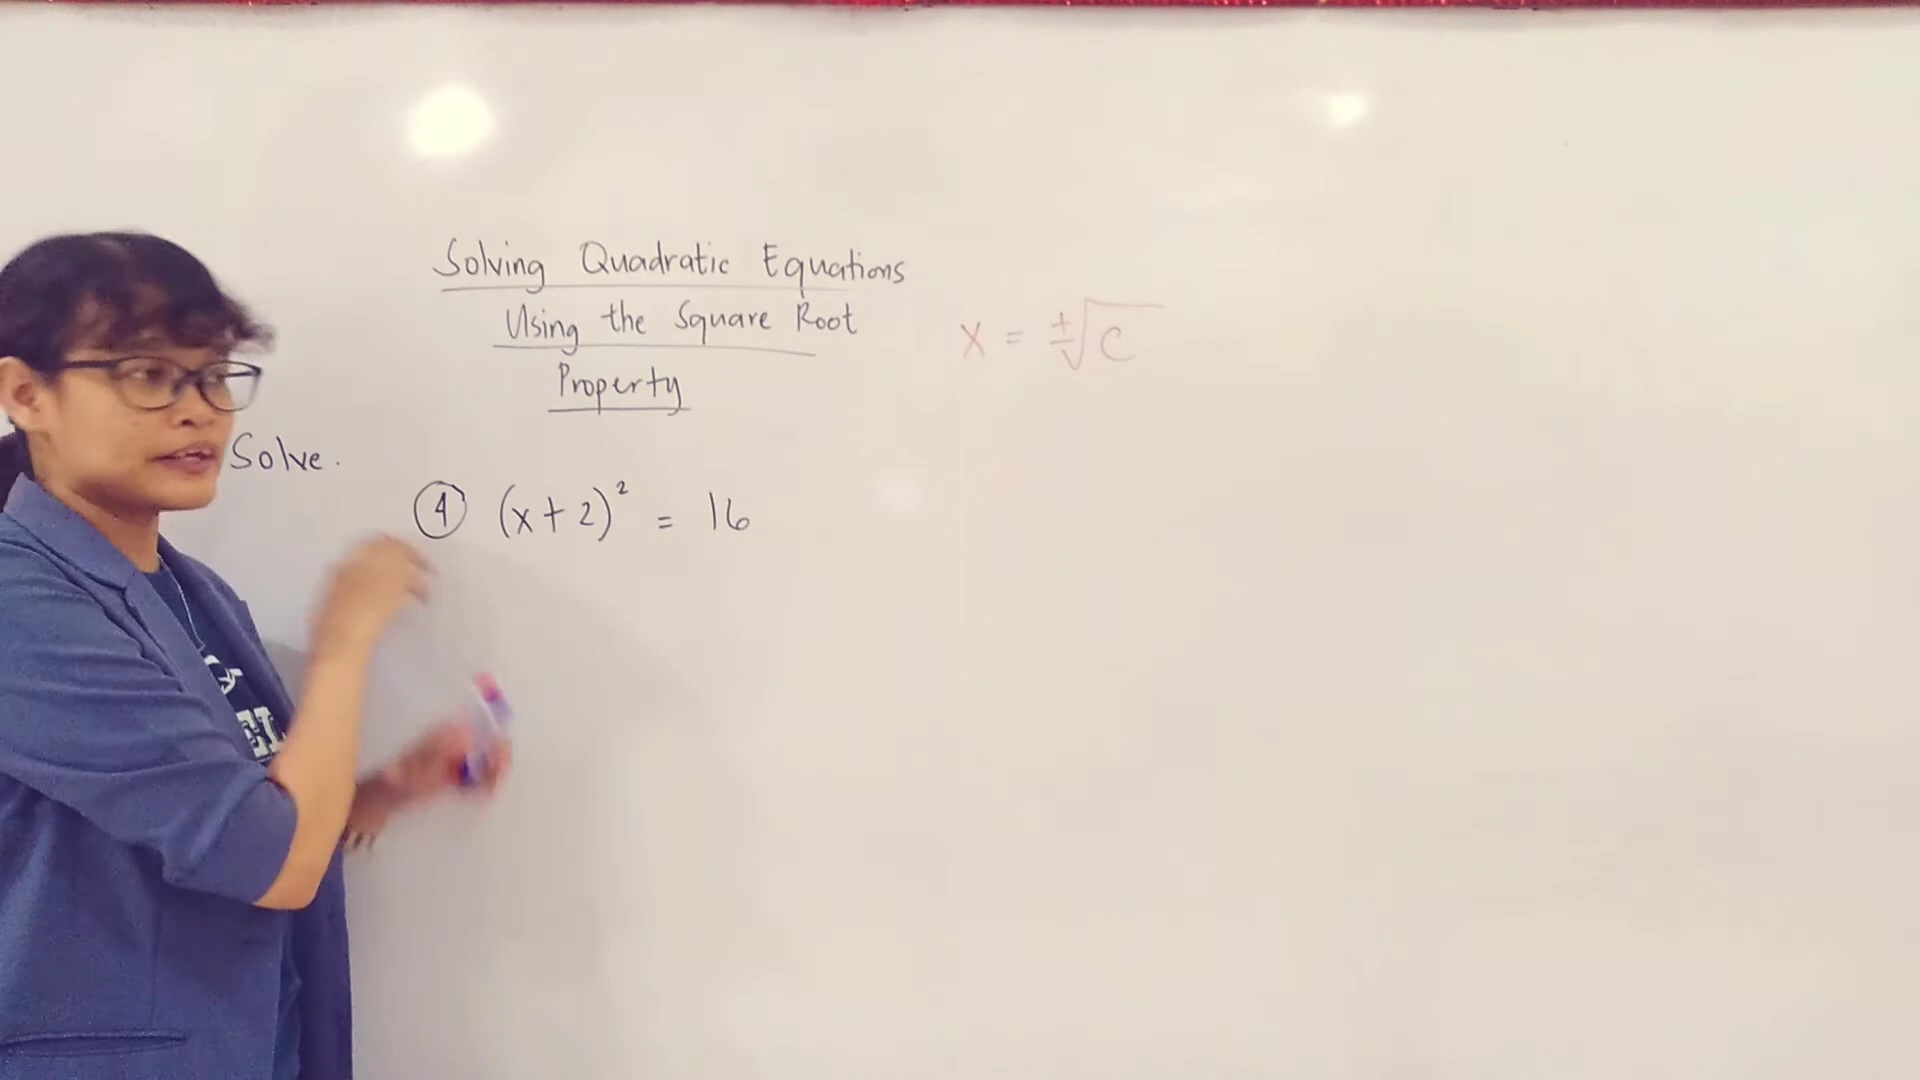 Solving Quadratic Equations
Using the Square Root
Property
x = ±√c
Solve.
④ (x+2)² = 16